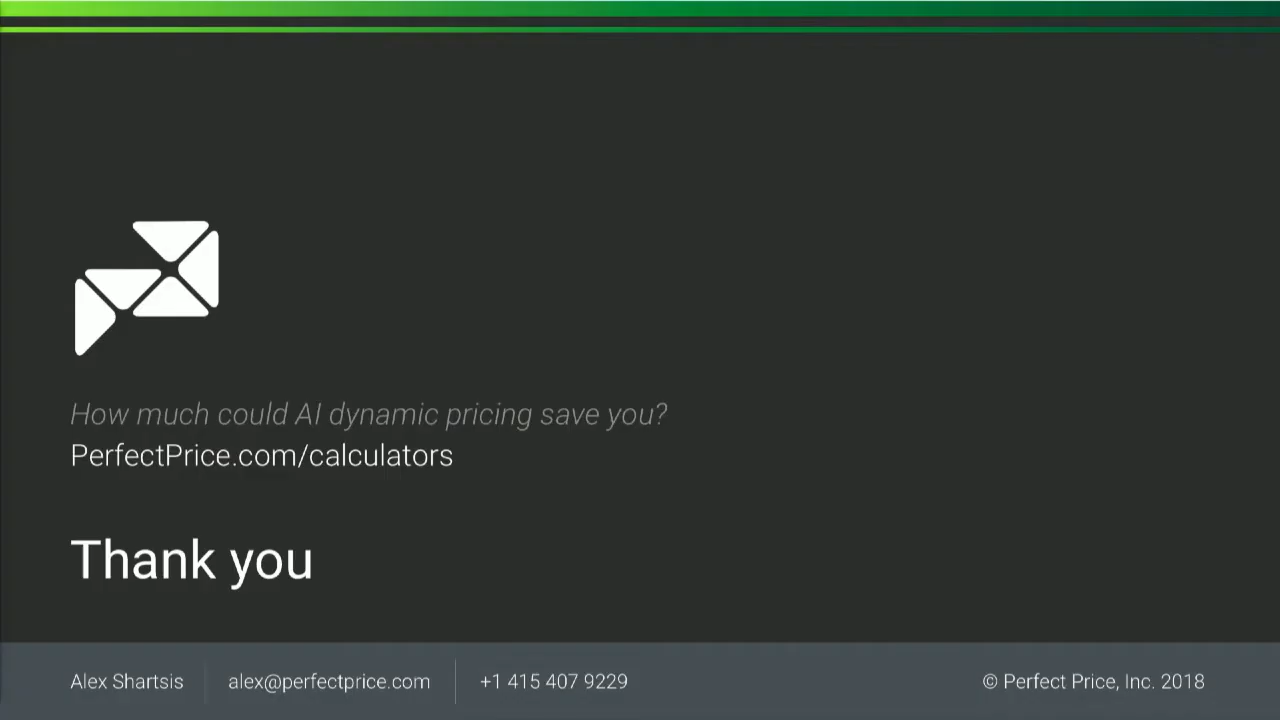 How much could AI dynamic pricing save you?
PerfectPrice.com/calculators
Thank you
Alex Shartsis
alex@perfectprice.com
+1 415 407 9229
© Perfect Price, Inc. 2018